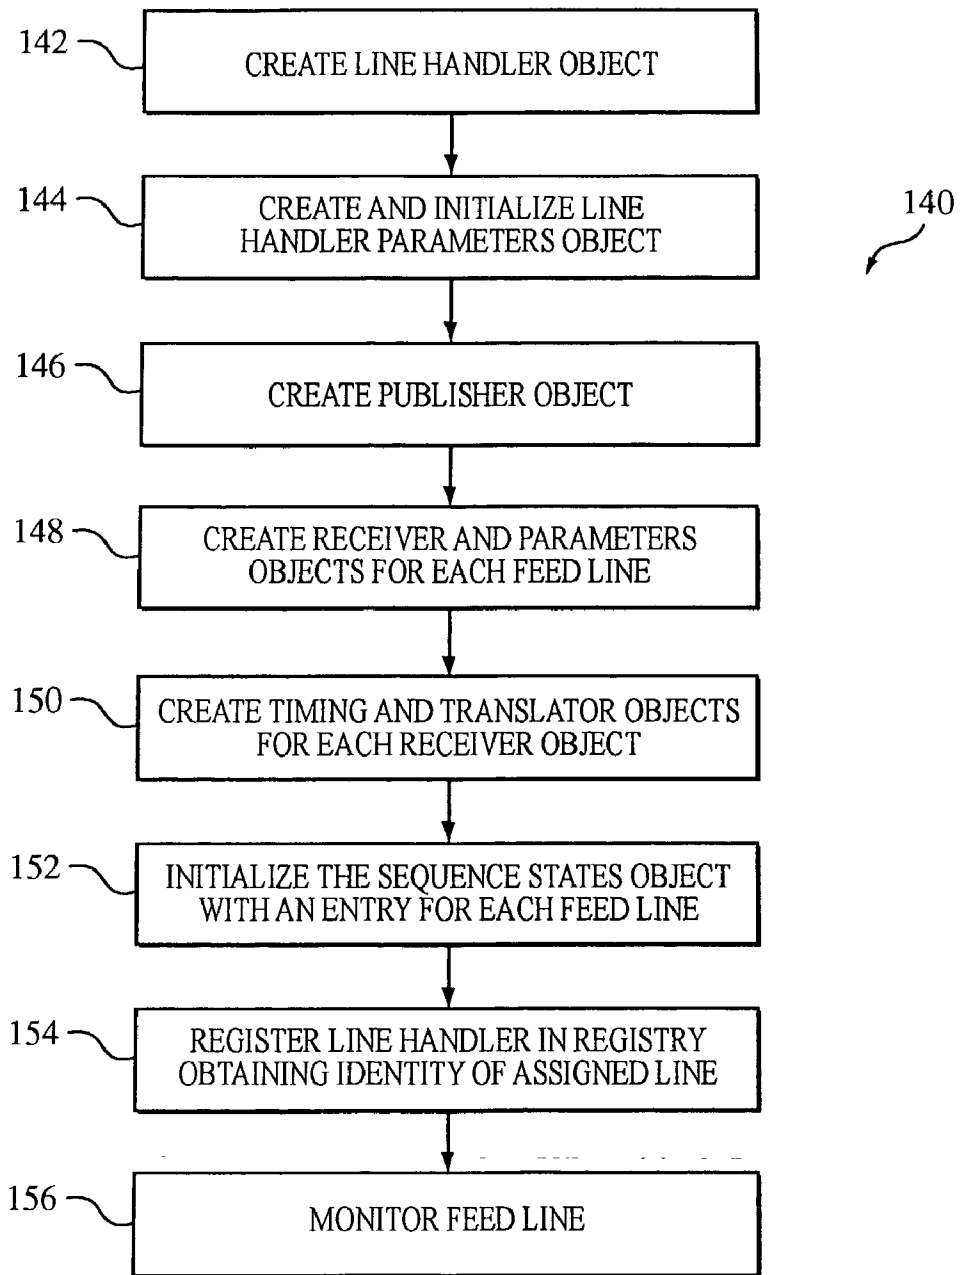 142
CREATE LINE HANDLER OBJECT
144
CREATE AND INITIALIZE LINE
HANDLER PARAMETERS OBJECT
140
146
CREATE PUBLISHER OBJECT
148
CREATE RECEIVER AND PARAMETERS
OBJECTS FOR EACH FEED LINE
150
CREATE TIMING AND TRANSLATOR OBJECTS
FOR EACH RECEIVER OBJECT
152
INITIALIZE THE SEQUENCE STATES OBJECT
WITH AN ENTRY FOR EACH FEED LINE
154
REGISTER LINE HANDLER IN REGISTRY
OBTAINING IDENTITY OF ASSIGNED LINE
156
MONITOR FEED LINE